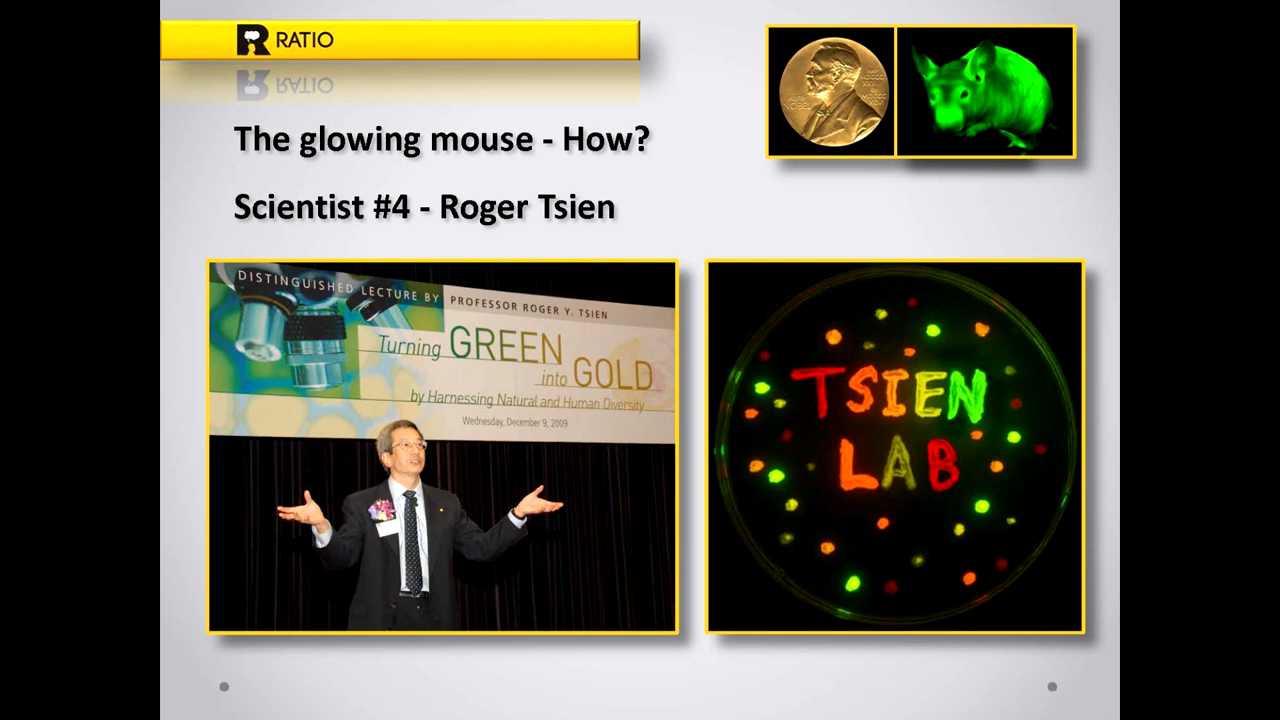 RATIO
The glowing mouse - How?
Scientist #4 - Roger Tsien
DISTINGUISHED LECTURE BY PROFESSOR ROGER Y. TSIEN
Turning GREEN
into GOLD
by Harnessing Natural and Human Diversity
Wednesday, December 9, 2009
TSIEN
LAB